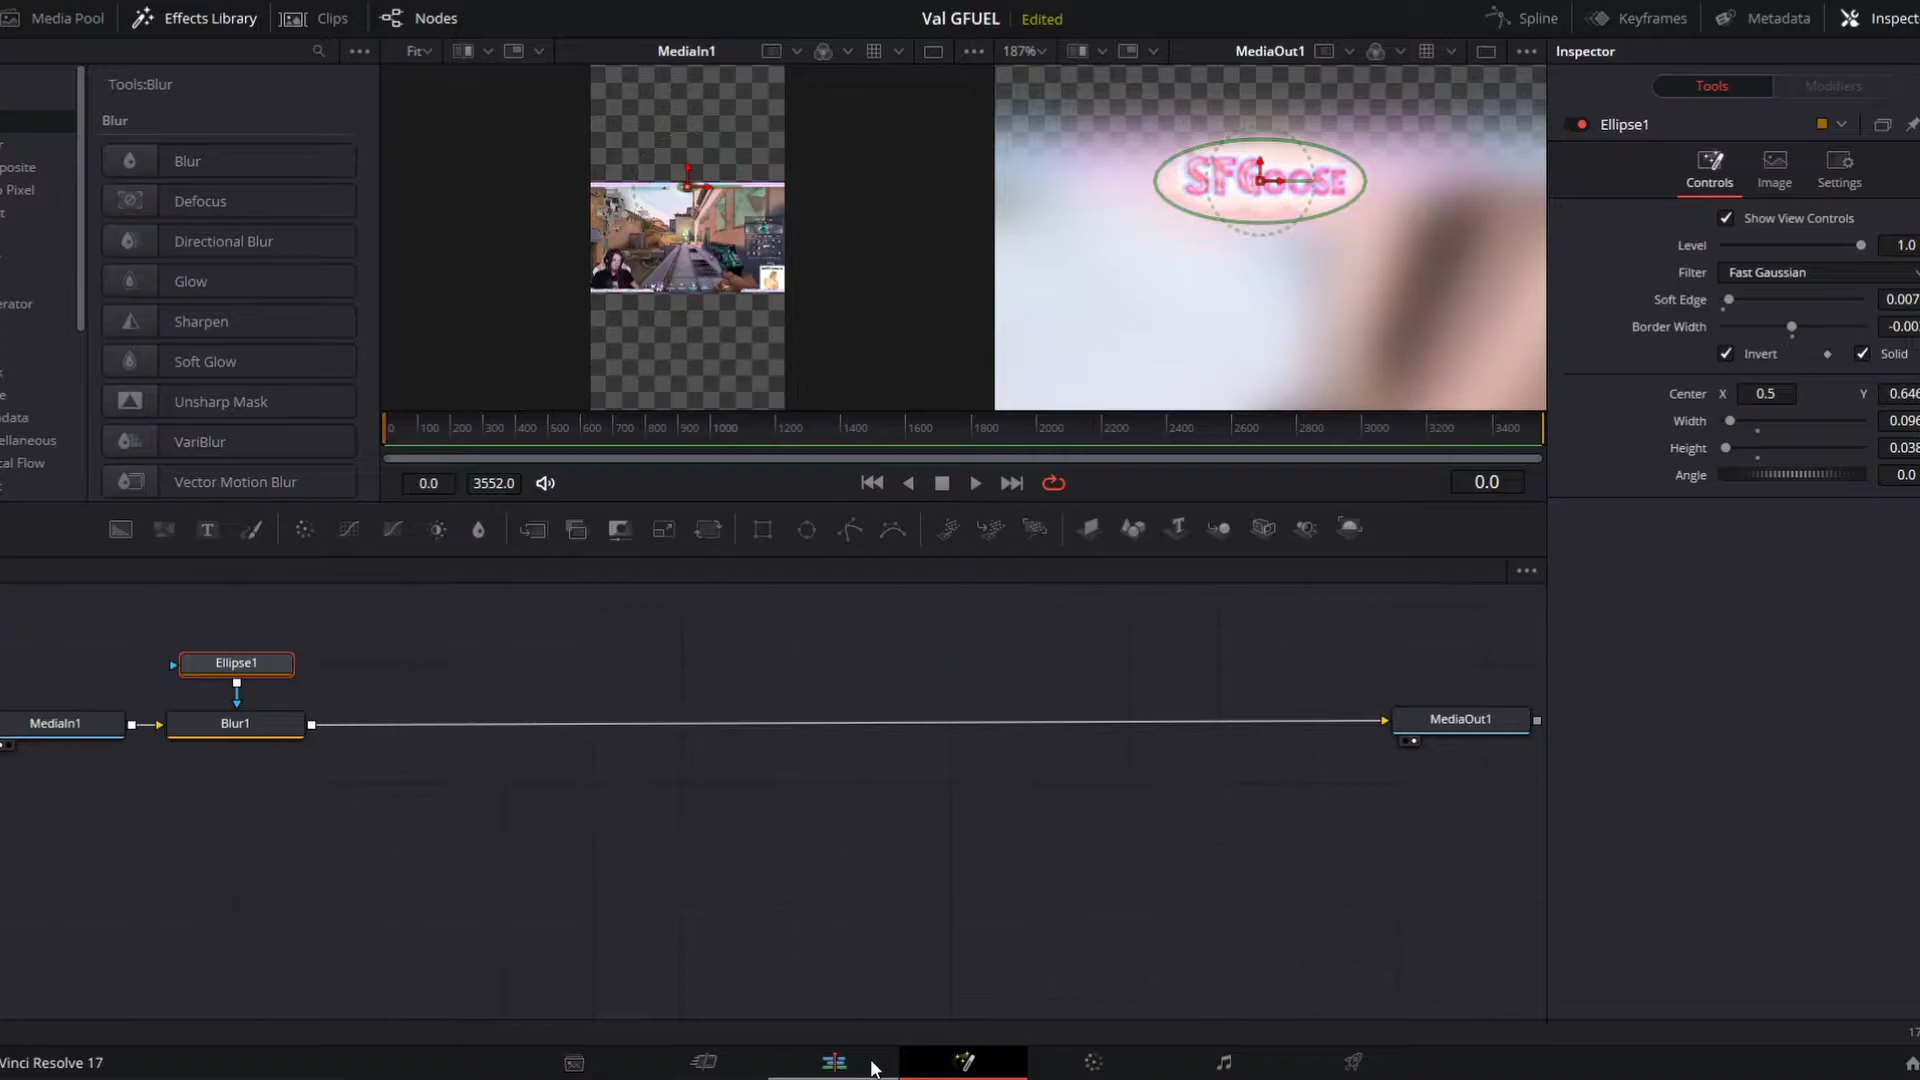 Media Pool
Effects Library
Clips
Nodes
Val GFUEL
Edited
Spline
Keyframes
Metadata
Inspect
Fit
MediaIn1
187%
MediaOut1
Inspector
Tools:Blur
Blur
Blur
Defocus
Directional Blur
Glow
Sharpen
Soft Glow
Unsharp Mask
VariBlur
Vector Motion Blur
posite
p Pixel
t
erator
k
e
data
ellaneous
cal Flow
SFGOOSE
Tools
Modifiers
Ellipse1
Controls
Image
Settings
Show View Controls
Level
1.0
Filter
Fast Gaussian
Soft Edge
0.007
Border Width
-0.00
Invert
Solid
Center
X
0.5
Y
0.646
Width
0.096
Height
0.038
Angle
0.0
0 100 200 300 400 500 600 700 800 900 1000 1200 1400 1600 1800 2000 2200 2400 2600 2800 3000 3200 3400
0.0
3552.0
0.0
T
Ellipse1
MediaIn1
Blur1
MediaOut1
17
Vinci Resolve 17